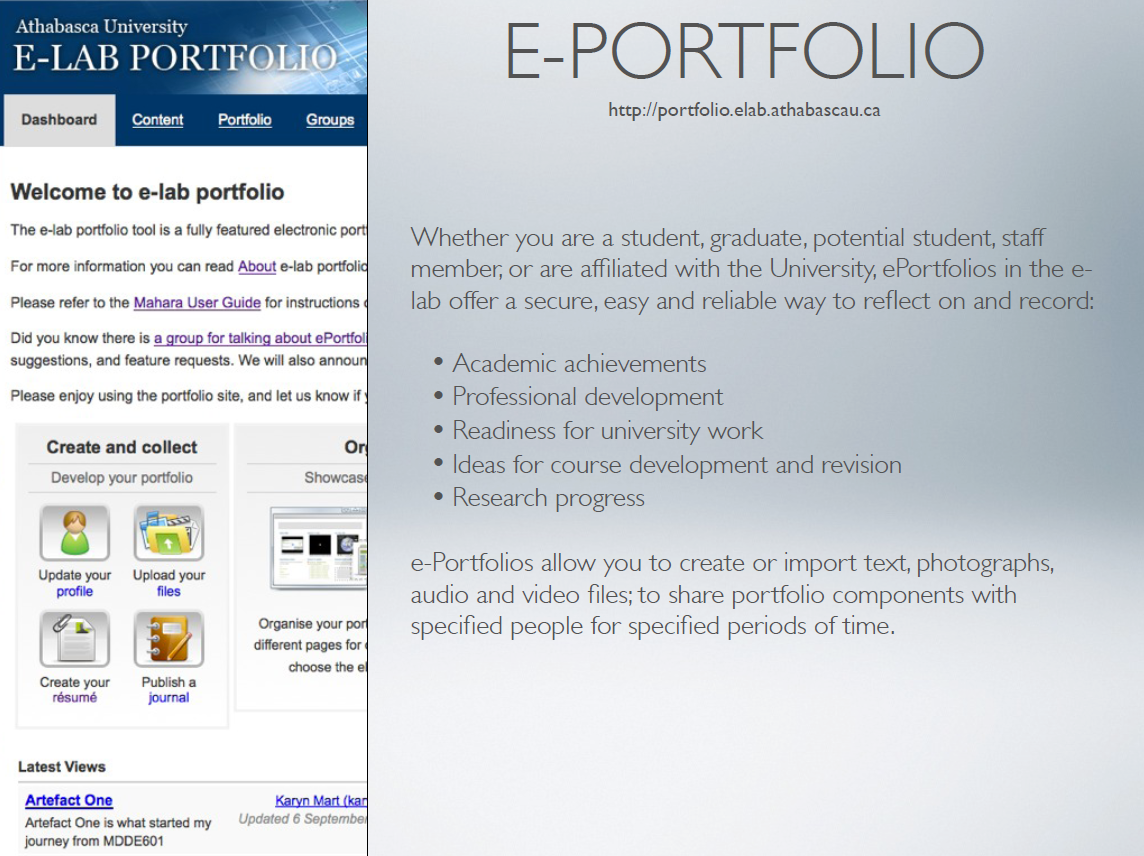 Athabasca University
E-LAB PORTFOLIO
Dashboard Content Portfolio Groups
Welcome to e-lab portfolio
The e-lab portfolio tool is a fully featured electronic port
For more information you can read About e-lab portfolio
Please refer to the Mahara User Guide for instructions
Did you know there is a group for talking about ePortfoli
suggestions, and feature requests. We will also announ
Please enjoy using the portfolio site, and let us know if
Create and collect
Develop your portfolio
Update your
profile
Upload your
files
Create your
résumé
Publish a
journal
Showcase
Organise your port
different pages for
choose the el
Latest Views
Artefact One
Karyn Mart (kar
Artefact One is what started my
journey from MDDE601
Updated 6 September
E-PORTFOLIO
http://portfolio.elab.athabascau.ca
Whether you are a student, graduate, potential student, staff
member, or are affiliated with the University, ePortfolios in the e-
lab offer a secure, easy and reliable way to reflect on and record:
• Academic achievements
• Professional development
• Readiness for university work
• Ideas for course development and revision
• Research progress
e-Portfolios allow you to create or import text, photographs,
audio and video files; to share portfolio components with
specified people for specified periods of time.